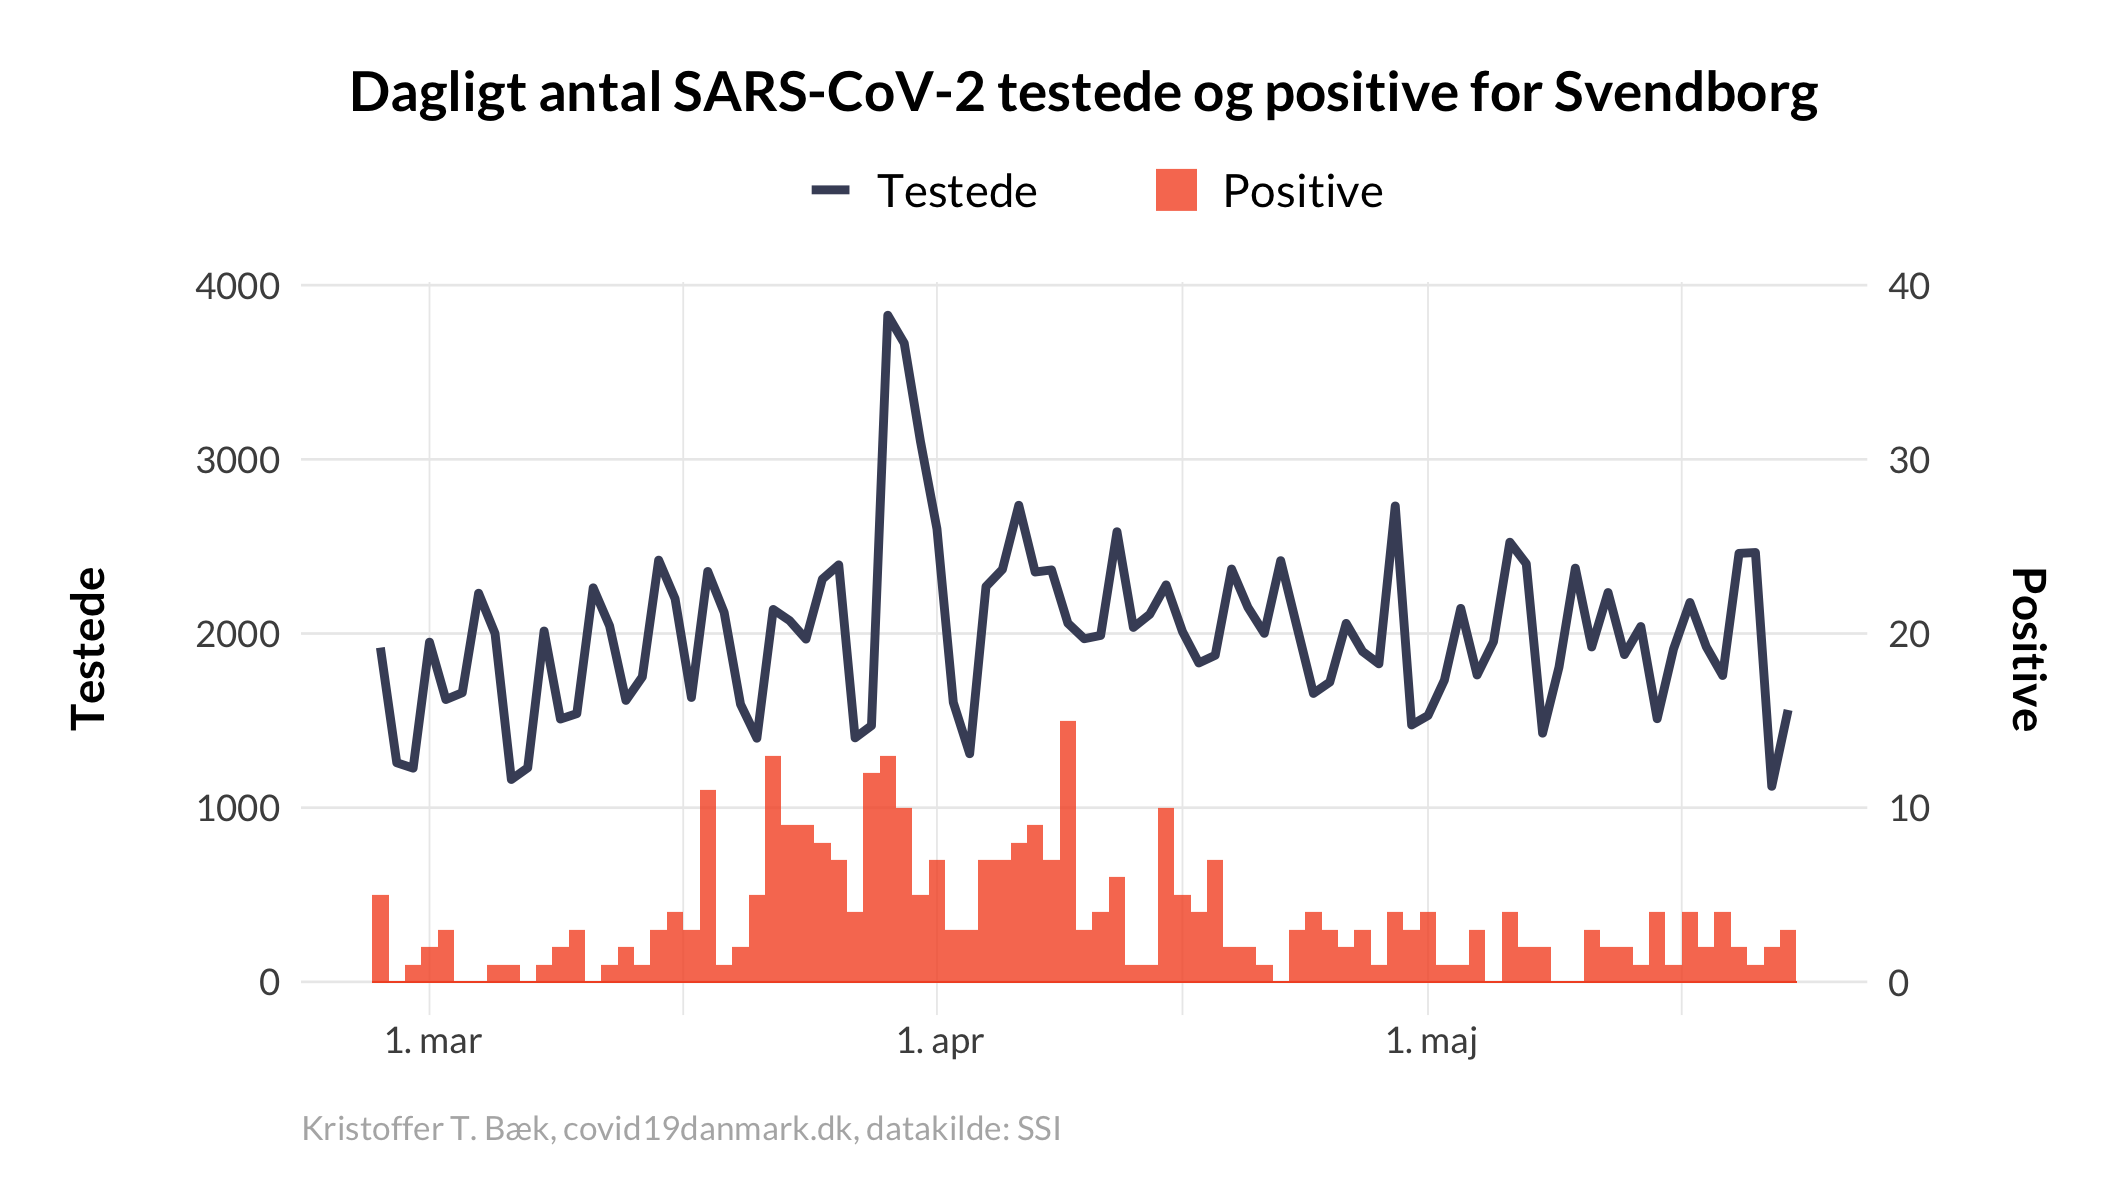 Dagligt antal SARS-CoV-2 testede og positive for Svendborg
Testede Positive
4000 40
3000 30
2000 20
1000 10
0 0
Testede
Positive
1. mar 1. apr 1. maj
Kristoffer T. Bæk, covid19danmark.dk, datakilde: SSI